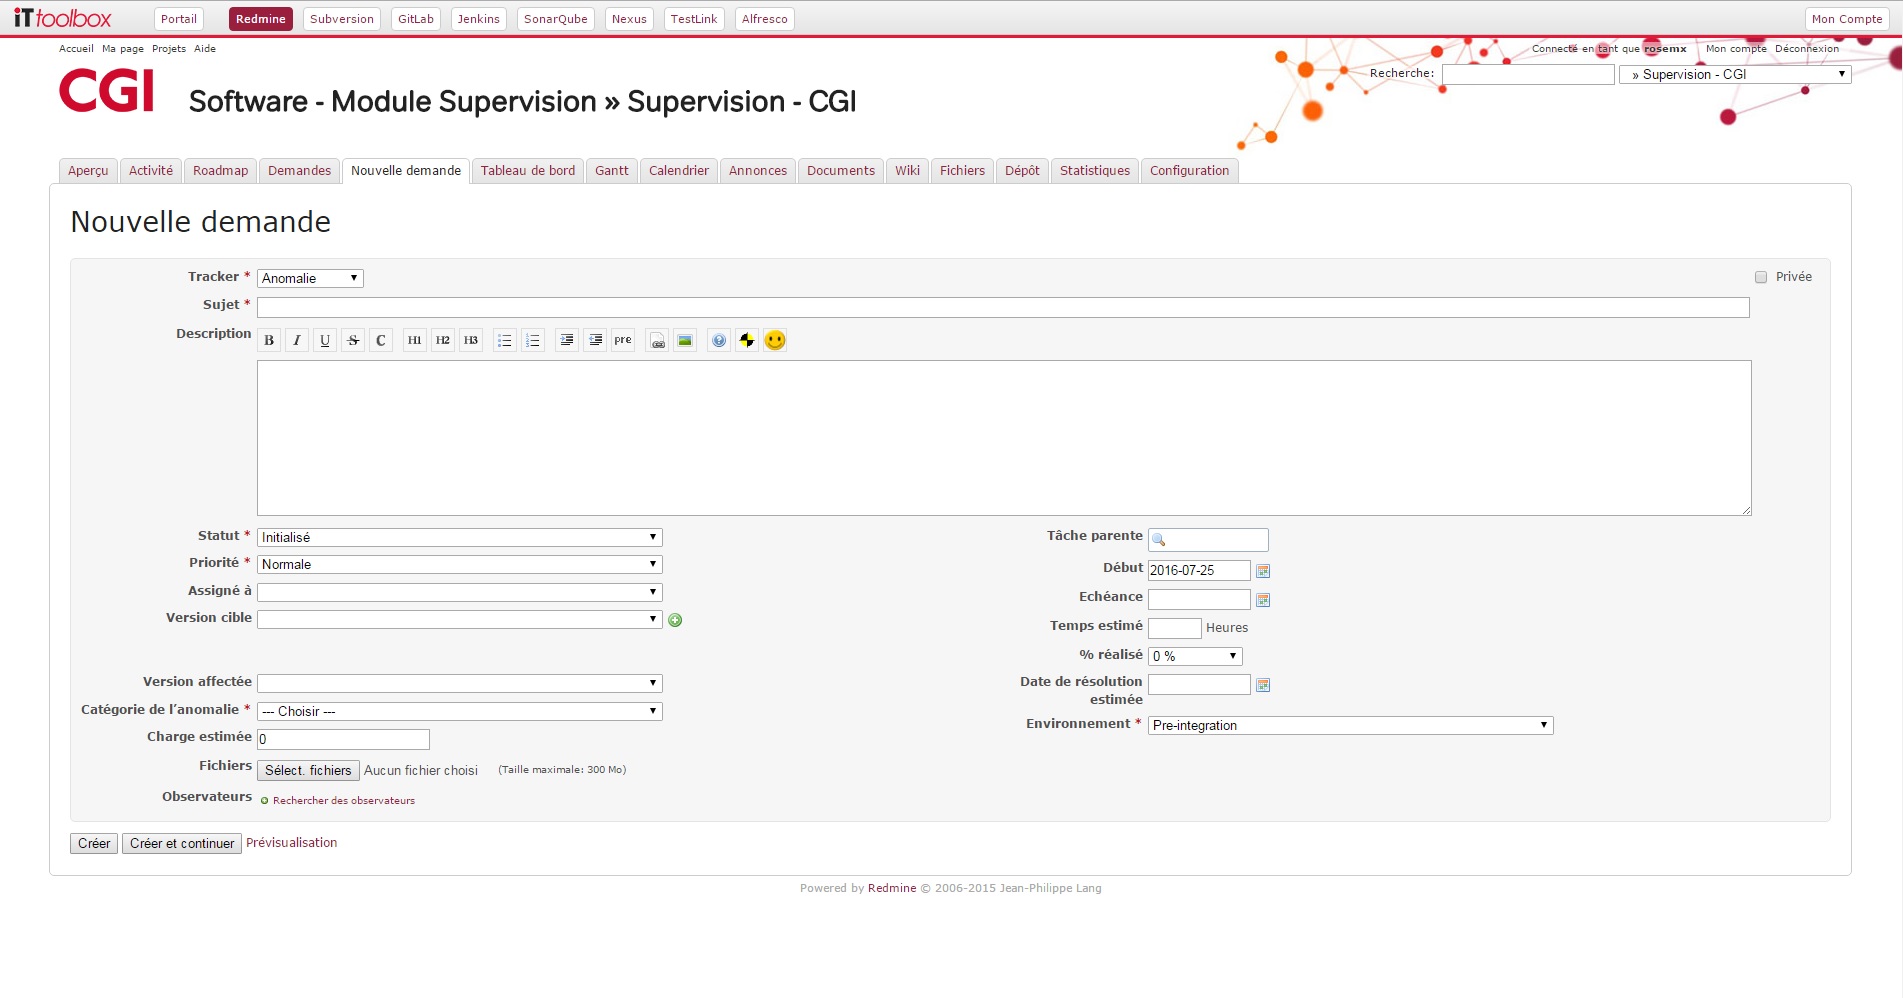 iT toolbox Portail Redmine Subversion GitLab Jenkins SonarQube Nexus TestLink Alfresco Mon Compte
Accueil Ma page Projets Aide Connecté en tant que rosemx Mon compte Déconnexion
Recherche: » Supervision - CGI
CGI Software - Module Supervision » Supervision - CGI
Aperçu Activité Roadmap Demandes Nouvelle demande Tableau de bord Gantt Calendrier Annonces Documents Wiki Fichiers Dépôt Statistiques Configuration
Nouvelle demande
Tracker * Anomalie Privée
Sujet *
Description B I U S C H1 H2 H3 pre
Statut * Initialisé Tâche parente
Priorité * Normale Début 2016-07-25
Assigné à Echéance
Version cible Temps estimé Heures
% réalisé 0 %
Version affectée Date de résolution
estimée
Catégorie de l’anomalie * --- Choisir ---
Environnement * Pre-integration
Charge estimée 0
Fichiers Sélect. fichiers Aucun fichier choisi (Taille maximale: 300 Mo)
Observateurs Rechercher des observateurs
Créer Créer et continuer Prévisualisation
Powered by Redmine © 2006-2015 Jean-Philippe Lang